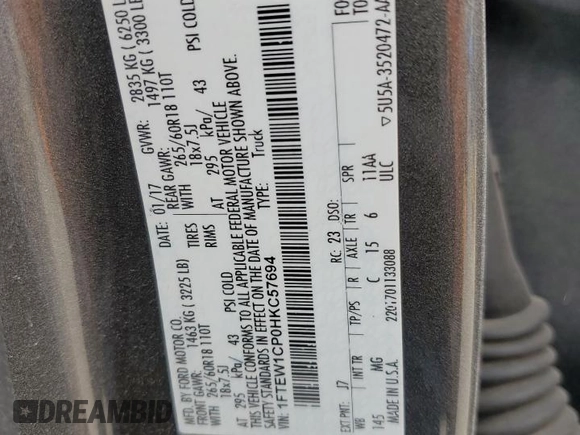 MFD. BY FORD MOTOR CO.
DATE: 01/17 GVWR: 2835 KG ( 6250 L
FRONT GAWR: 1463 KG ( 3225 LB) REAR GAWR: 1497 KG ( 3300 LB
265/60R18 110T TIRES WITH 265/60R18 110T
18x7.5J RIMS 18x7.5J
AT 295 kPa/ 43 PSI COLD AT 295 kPa/ 43 PSI COLD
THIS VEHICLE CONFORMS TO ALL APPLICABLE FEDERAL MOTOR VEHICLE
SAFETY STANDARDS IN EFFECT ON THE DATE OF MANUFACTURE SHOWN ABOVE.
VIN: 1FTEW1CP0HKC57694
TYPE: Truck
EXT PNT: J7 RC: 23 DSO: FO
TO
WB INT TR TP/PS R AXLE TR SPR
145 MG C 15 6 11AA
ULC
MADE IN U.S.A. 220170113308B
▽5U5A-3520472-AA
DREAMBID